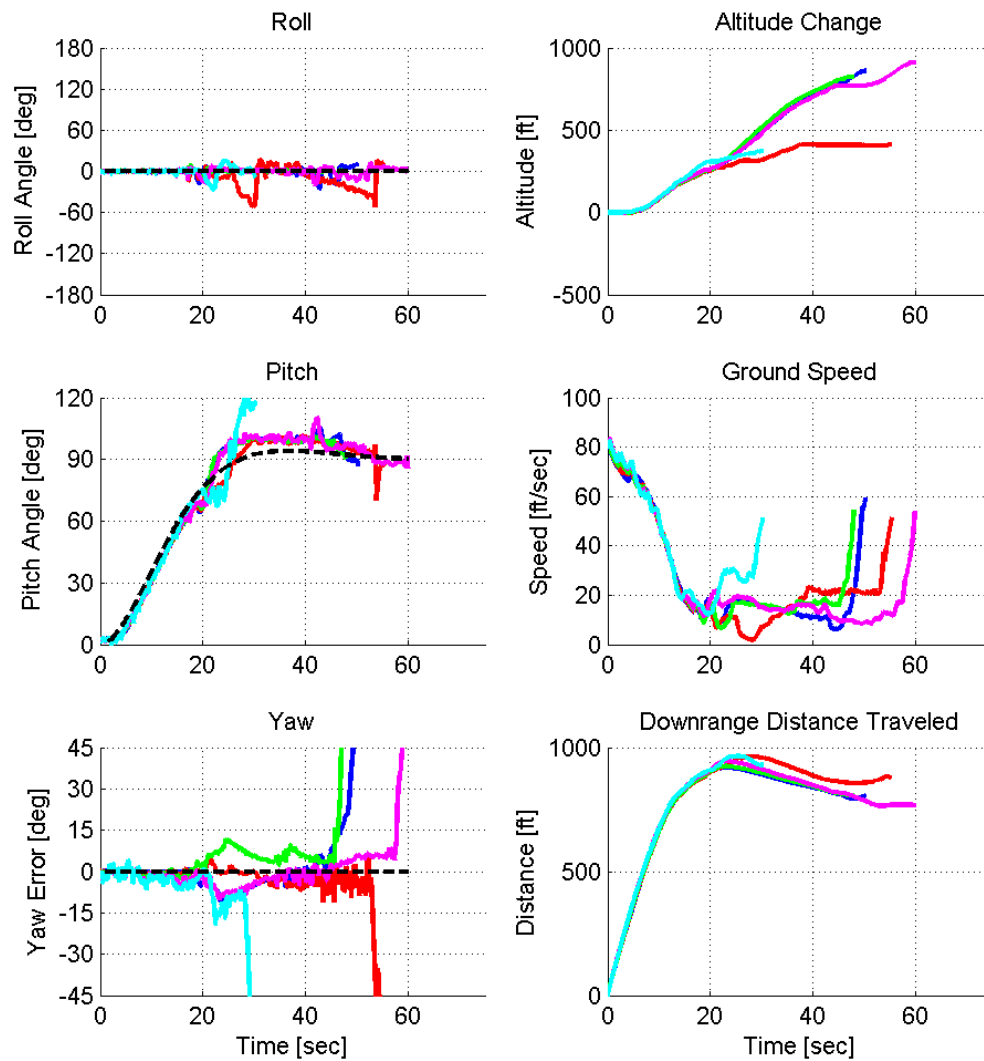 Roll
Roll Angle [deg]
180
120
60
0
-60
-120
-180
0 20 40 60
Altitude Change
Altitude [ft]
1000
500
0
-500
0 20 40 60
Pitch
Pitch Angle [deg]
120
90
60
30
0
0 20 40 60
Ground Speed
Speed [ft/sec]
100
80
60
40
20
0
0 20 40 60
Yaw
Yaw Error [deg]
45
30
15
0
-15
-30
-45
0 20 40 60
Time [sec]
Downrange Distance Traveled
Distance [ft]
1000
500
0
0 20 40 60
Time [sec]